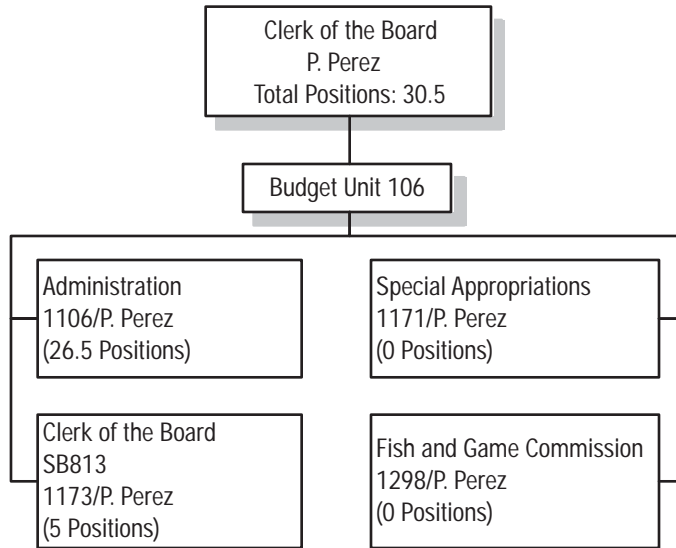 Clerk of the Board
P. Perez
Total Positions: 30.5
Budget Unit 106
Administration
1106/P. Perez
(26.5 Positions)
Special Appropriations
1171/P. Perez
(0 Positions)
Clerk of the Board
SB813
1173/P. Perez
(5 Positions)
Fish and Game Commission
1298/P. Perez
(0 Positions)